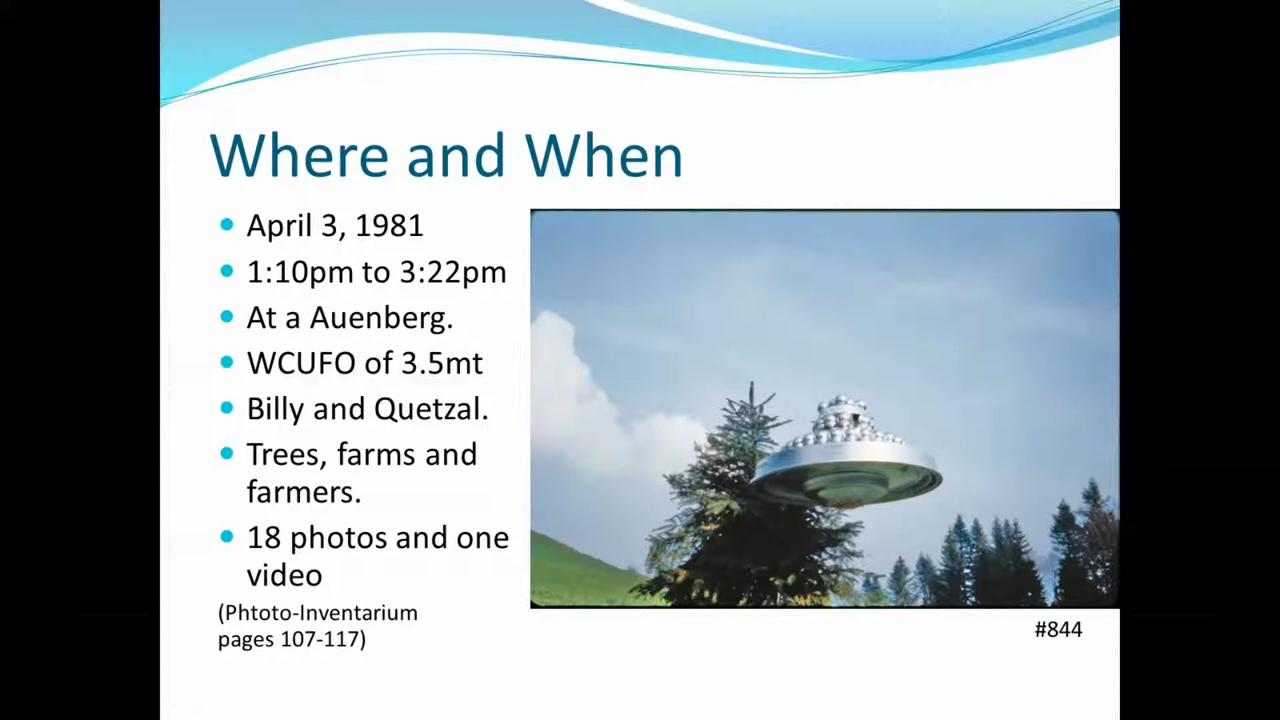 Where and When
April 3, 1981
1:10pm to 3:22pm
At a Auenberg.
WCUFO of 3.5mt
Billy and Quetzal.
Trees, farms and
farmers.
18 photos and one
video
(Phtoto-Inventarium
pages 107-117)
#844